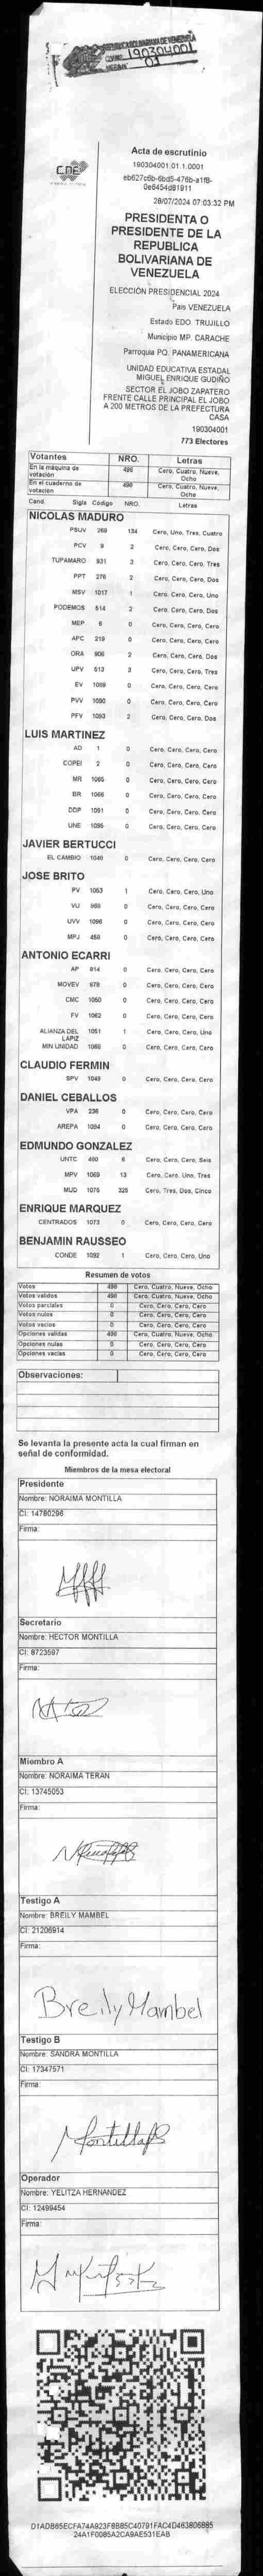 REPUBLICA BOLIVARIANA DE VENEZUELA
190304001
01
CNE
Acta de escrutinio
190304001.01.1.0001
28/07/2024 07:03:32 PM
PRESIDENTA O
PRESIDENTE DE LA
REPUBLICA
BOLIVARIANA DE
VENEZUELA
ELECCIÓN PRESIDENCIAL 2024
País VENEZUELA
Estado EDO. TRUJILLO
Municipio MP. CARACHE
Parroquia PQ. PANAMERICANA
UNIDAD EDUCATIVA ESTADAL
MIGUEL ENRIQUE GUDIÑO
SECTOR EL JOBO ZAPATERO
FRENTE CALLE PRINCIPAL EL JOBO
A 200 METROS DE LA PREFECTURA
CASA
190304001
773 Electores
Votantes NRO. Letras
En la máquina de votación 498 Cero, Cuatro, Nueve, Ocho
En el cuaderno de votación 498 Cero, Cuatro, Nueve, Ocho
Cand. Sigla Código NRO. Letras
NICOLAS MADURO
PSUV 269 134 Cero, Uno, Tres, Cuatro
PCV 9 2 Cero, Cero, Cero, Dos
TUPAMARO 931 3 Cero, Cero, Cero, Tres
PPT 276 2 Cero, Cero, Cero, Dos
MSV 1017 1 Cero, Cero, Cero, Uno
PODEMOS 514 2 Cero, Cero, Cero, Dos
MEP 6 0 Cero, Cero, Cero, Cero
APC 219 0 Cero, Cero, Cero, Cero
ORA 906 2 Cero, Cero, Cero, Dos
UPV 613 3 Cero, Cero, Cero, Tres
EV 1089 0 Cero, Cero, Cero, Cero
PVV 1090 0 Cero, Cero, Cero, Cero
PFV 1093 2 Cero, Cero, Cero, Dos
LUIS MARTINEZ
AD 1 0 Cero, Cero, Cero, Cero
COPEI 2 0 Cero, Cero, Cero, Cero
MR 1065 0 Cero, Cero, Cero, Cero
BR 1066 0 Cero, Cero, Cero, Cero
DDP 1091 0 Cero, Cero, Cero, Cero
UNE 1095 0 Cero, Cero, Cero, Cero
JAVIER BERTUCCI
EL CAMBIO 1048 0 Cero, Cero, Cero, Cero
JOSE BRITO
PV 1053 1 Cero, Cero, Cero, Uno
VU 968 0 Cero, Cero, Cero, Cero
UVV 1096 0 Cero, Cero, Cero, Cero
MPJ 458 0 Cero, Cero, Cero, Cero
ANTONIO ECARRI
AP 914 0 Cero, Cero, Cero, Cero
MOVEV 978 0 Cero, Cero, Cero, Cero
CMC 1050 0 Cero, Cero, Cero, Cero
FV 1062 0 Cero, Cero, Cero, Cero
ALIANZA DEL LAPIZ 1051 1 Cero, Cero, Cero, Uno
MIN UNIDAD 1068 0 Cero, Cero, Cero, Cero
CLAUDIO FERMIN
SPV 1049 0 Cero, Cero, Cero, Cero
DANIEL CEBALLOS
VPA 236 0 Cero, Cero, Cero, Cero
AREPA 1094 0 Cero, Cero, Cero, Cero
EDMUNDO GONZALEZ
UNTC 460 6 Cero, Cero, Cero, Seis
MPV 1069 13 Cero, Cero, Uno, Tres
MUD 1075 325 Cero, Tres, Dos, Cinco
ENRIQUE MARQUEZ
CENTRADOS 1073 0 Cero, Cero, Cero, Cero
BENJAMIN RAUSSEO
CONDE 1092 1 Cero, Cero, Cero, Uno
Resumen de votos
Votos 498 Cero, Cuatro, Nueve, Ocho
Votos validos 498 Cero, Cuatro, Nueve, Ocho
Votos parciales 0 Cero, Cero, Cero, Cero
Votos nulos 0 Cero, Cero, Cero, Cero
Votos vacios 0 Cero, Cero, Cero, Cero
Opciones validas 498 Cero, Cuatro, Nueve, Ocho
Opciones nulas 0 Cero, Cero, Cero, Cero
Opciones vacias 0 Cero, Cero, Cero, Cero
Observaciones:
Se levanta la presente acta la cual firman en
señal de conformidad.
Miembros de la mesa electoral
Presidente
Nombre: NORAIMA MONTILLA
CI: 14780296
Firma:
Secretario
Nombre: HECTOR MONTILLA
CI: 8723597
Firma:
Miembro A
Nombre: NORAIMA TERAN
CI: 13745053
Firma:
Testigo A
Nombre: BREILY MAMBEL
CI: 21206914
Firma:
Breily Mambel
Testigo B
Nombre: SANDRA MONTILLA
CI: 17347571
Firma:
Operador
Nombre: YELITZA HERNANDEZ
CI: 12499454
Firma:
D1ADB65ECFA74A923F8B85C40791FAC4D463806885
24A1F0085A2CA9AE531EAB